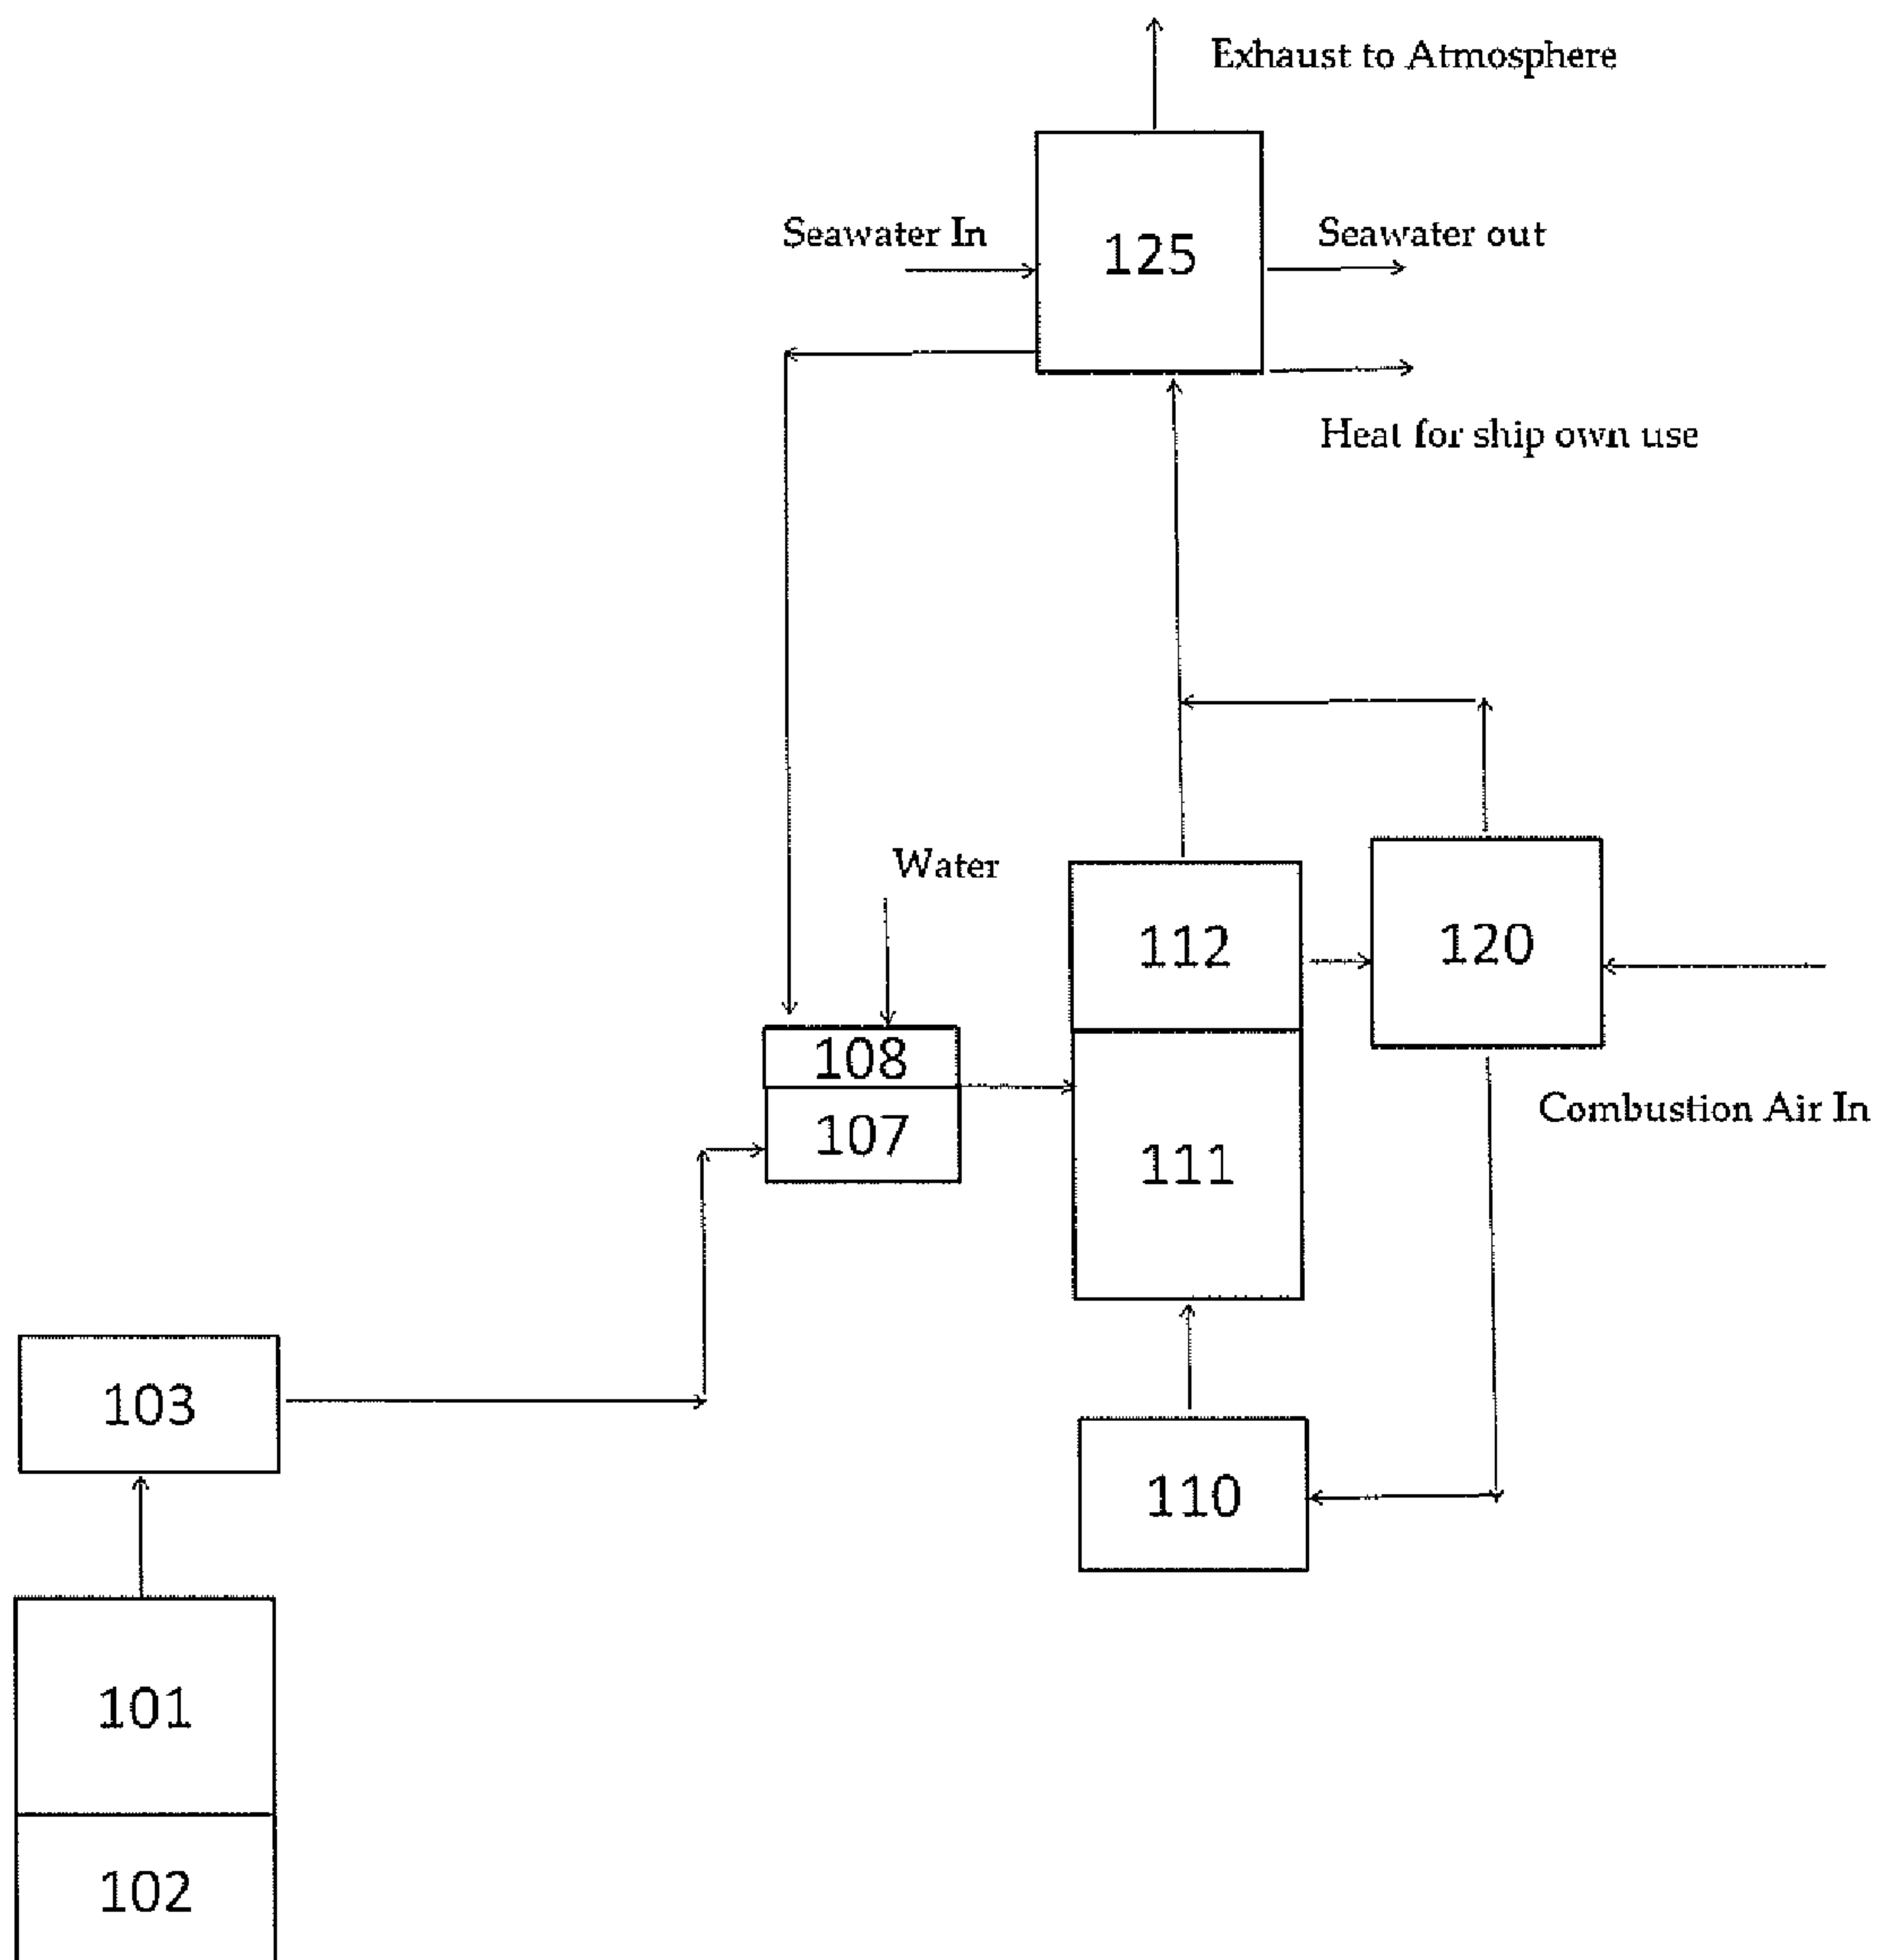 Exhaust to Atmosphere
Seawater In
125
Seawater out
Heat for ship own use
Water
112
120
108
107
111
Combustion Air In
103
110
101
102